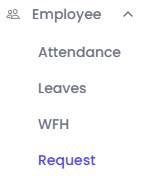 Employee
Attendance
Leaves
WFH
Request